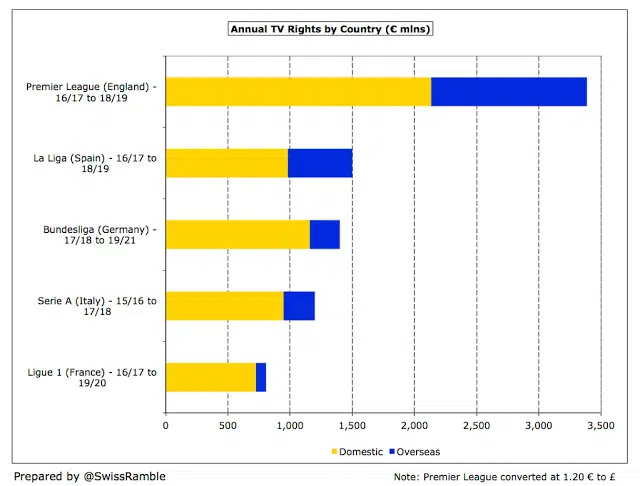 Annual TV Rights by Country (€ mlns)
Premier League (England) -
16/17 to 18/19
La Liga (Spain) - 16/17 to
18/19
Bundesliga (Germany) -
17/18 to 19/21
Serie A (Italy) - 15/16 to
17/18
Ligue 1 (France) - 16/17 to
19/20
0 500 1,000 1,500 2,000 2,500 3,000 3,500
Domestic Overseas
Prepared by @SwissRamble
Note: Premier League converted at 1.20 € to £